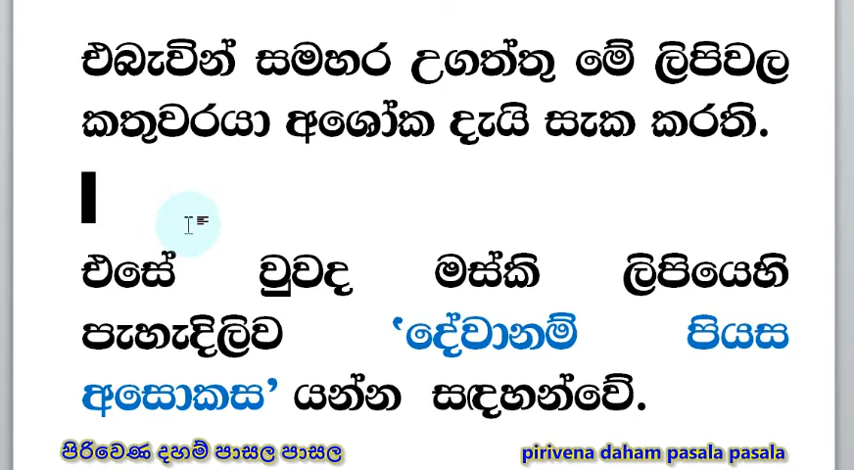 එබැවින් සමහර උගත්තු මේ ලිපිවල
කතුවරයා අශෝක දැයි සැක කරති.
එසේ වුවද මස්කි ලිපියෙහි
පැහැදිලිව ‘දේවානම් පියස
අසොකස’ යන්න සඳහන්වේ.
පිරිවෙණ දහම් පාසල පාසල
pirivena daham pasala pasala